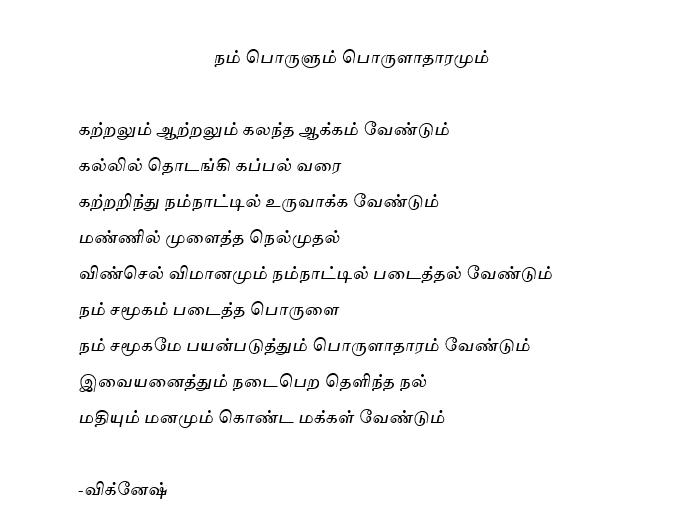 நம் பொருளும் பொருளாதாரமும்
கற்றலும் ஆற்றலும் கலந்த ஆக்கம் வேண்டும்
கல்லில் தொடங்கி கப்பல் வரை
கற்றறிந்து நம்நாட்டில் உருவாக்க வேண்டும்
மண்ணில் முளைத்த நெல்முதல்
விண்செல் விமானமும் நம்நாட்டில் படைத்தல் வேண்டும்
நம் சமூகம் படைத்த பொருளை
நம் சமூகமே பயன்படுத்தும் பொருளாதாரம் வேண்டும்
இவையனைத்தும் நடைபெற தெளிந்த நல்
மதியும் மனமும் கொண்ட மக்கள் வேண்டும்
-விக்னேஷ்